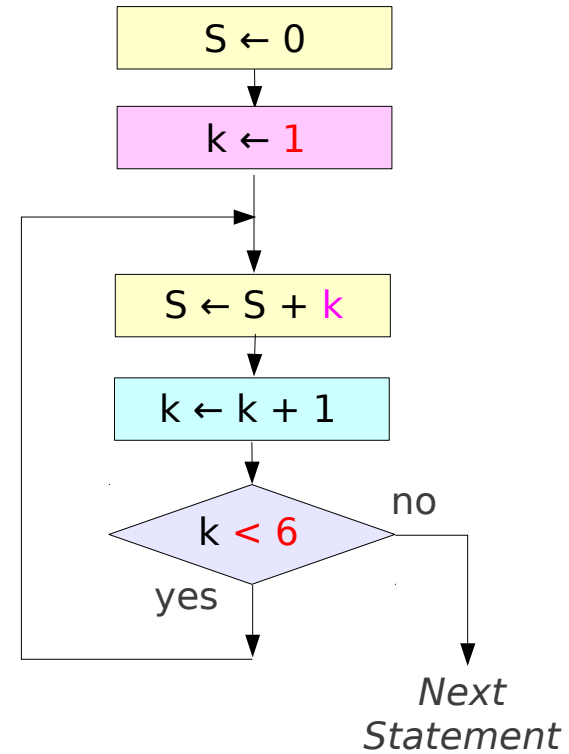 S ← 0
k ← 1
S ← S + k
k ← k + 1
k < 6
no
yes
Next
Statement